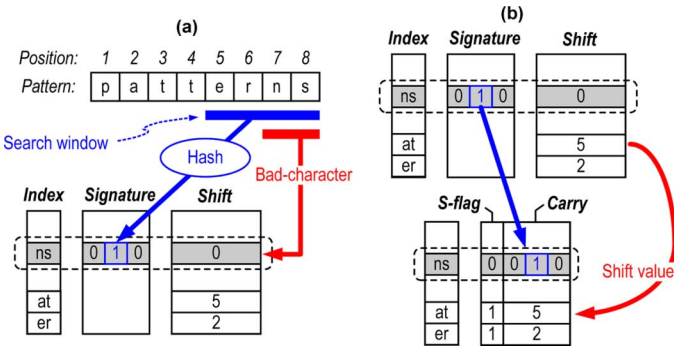 (a)
Position: 1 2 3 4 5 6 7 8
Pattern: p a t t e r n s
Search window
Hash
Bad-character
Index Signature Shift
ns 0 1 0 0
at 5
er 2
(b)
Index Signature Shift
ns 0 1 0 0
at 5
er 2
S-flag Carry
ns 0 0 1 0
Shift value
at 1 5
er 1 2